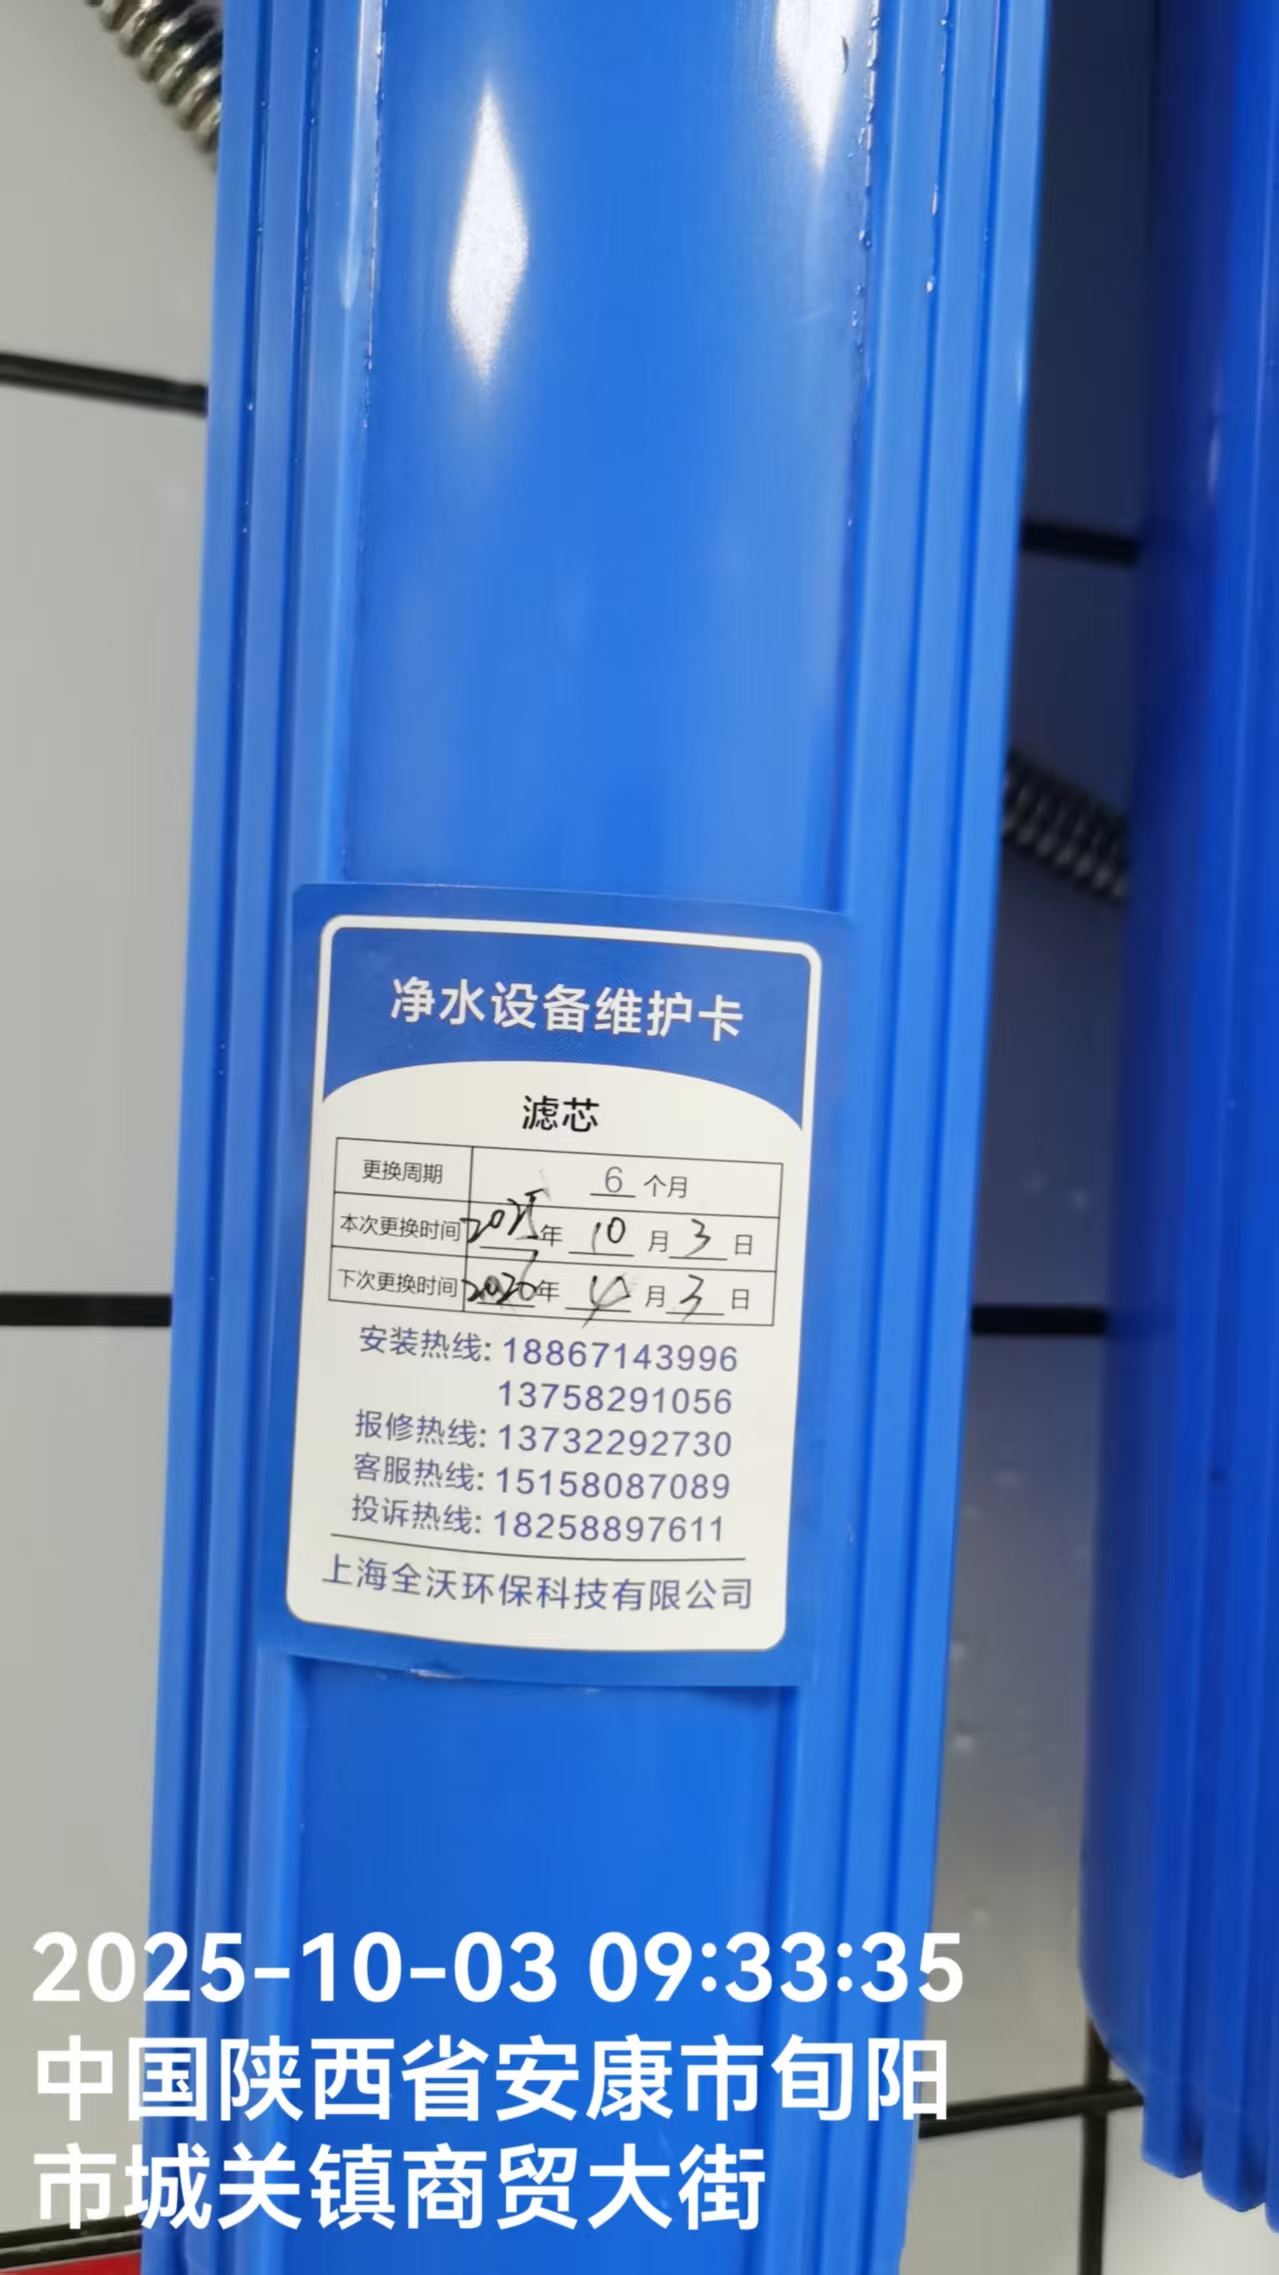 净水设备维护卡
滤芯
更换周期 6 个月
本次更换时间 2025年 10 月 3 日
下次更换时间 年 4 月 3 日
安装热线: 18867143996
13758291056
报修热线: 13732292730
客服热线: 15158087089
投诉热线: 18258897611
上海全沃环保科技有限公司
2025-10-03 09:33:35
中国陕西省安康市旬阳
市城关镇商贸大街